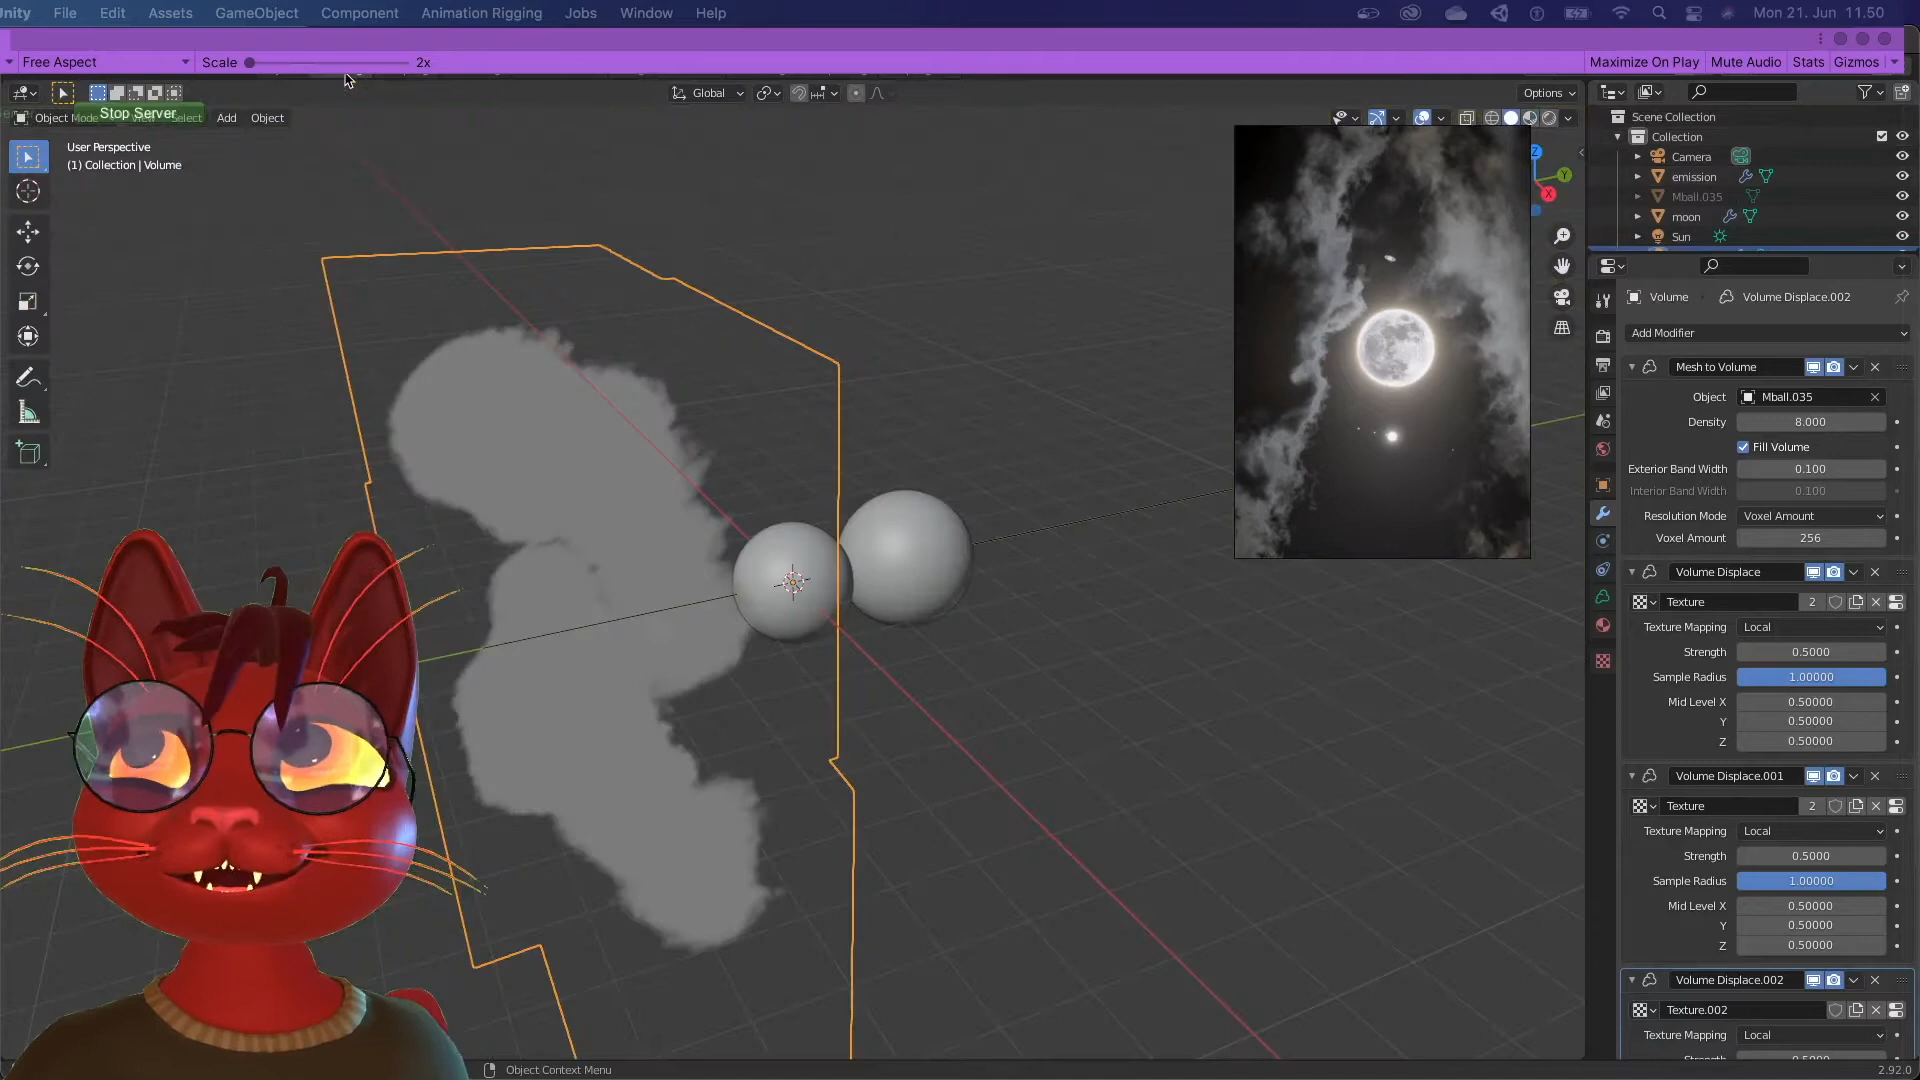 Unity File Edit Assets GameObject Component Animation Rigging Jobs Window Help Mon 21. Jun 11.50
Free Aspect Scale 2x Maximize On Play Mute Audio Stats Gizmos
Global Options
Stop Server
Object Mode View Select Add Object
User Perspective
(1) Collection | Volume
Z
Y
X
Scene Collection
Collection
Camera
emission
Mball.035
moon
Sun
Volume Volume Displace.002
Add Modifier
Mesh to Volume
Object Mball.035
Density 8.000
Fill Volume
Exterior Band Width 0.100
Interior Band Width 0.100
Resolution Mode Voxel Amount
Voxel Amount 256
Volume Displace
Texture 2
Texture Mapping Local
Strength 0.5000
Sample Radius 1.00000
Mid Level X 0.50000
Y 0.50000
Z 0.50000
Volume Displace.001
Texture 2
Texture Mapping Local
Strength 0.5000
Sample Radius 1.00000
Mid Level X 0.50000
Y 0.50000
Z 0.50000
Volume Displace.002
Texture.002
Texture Mapping Local
Object Context Menu
2.92.0